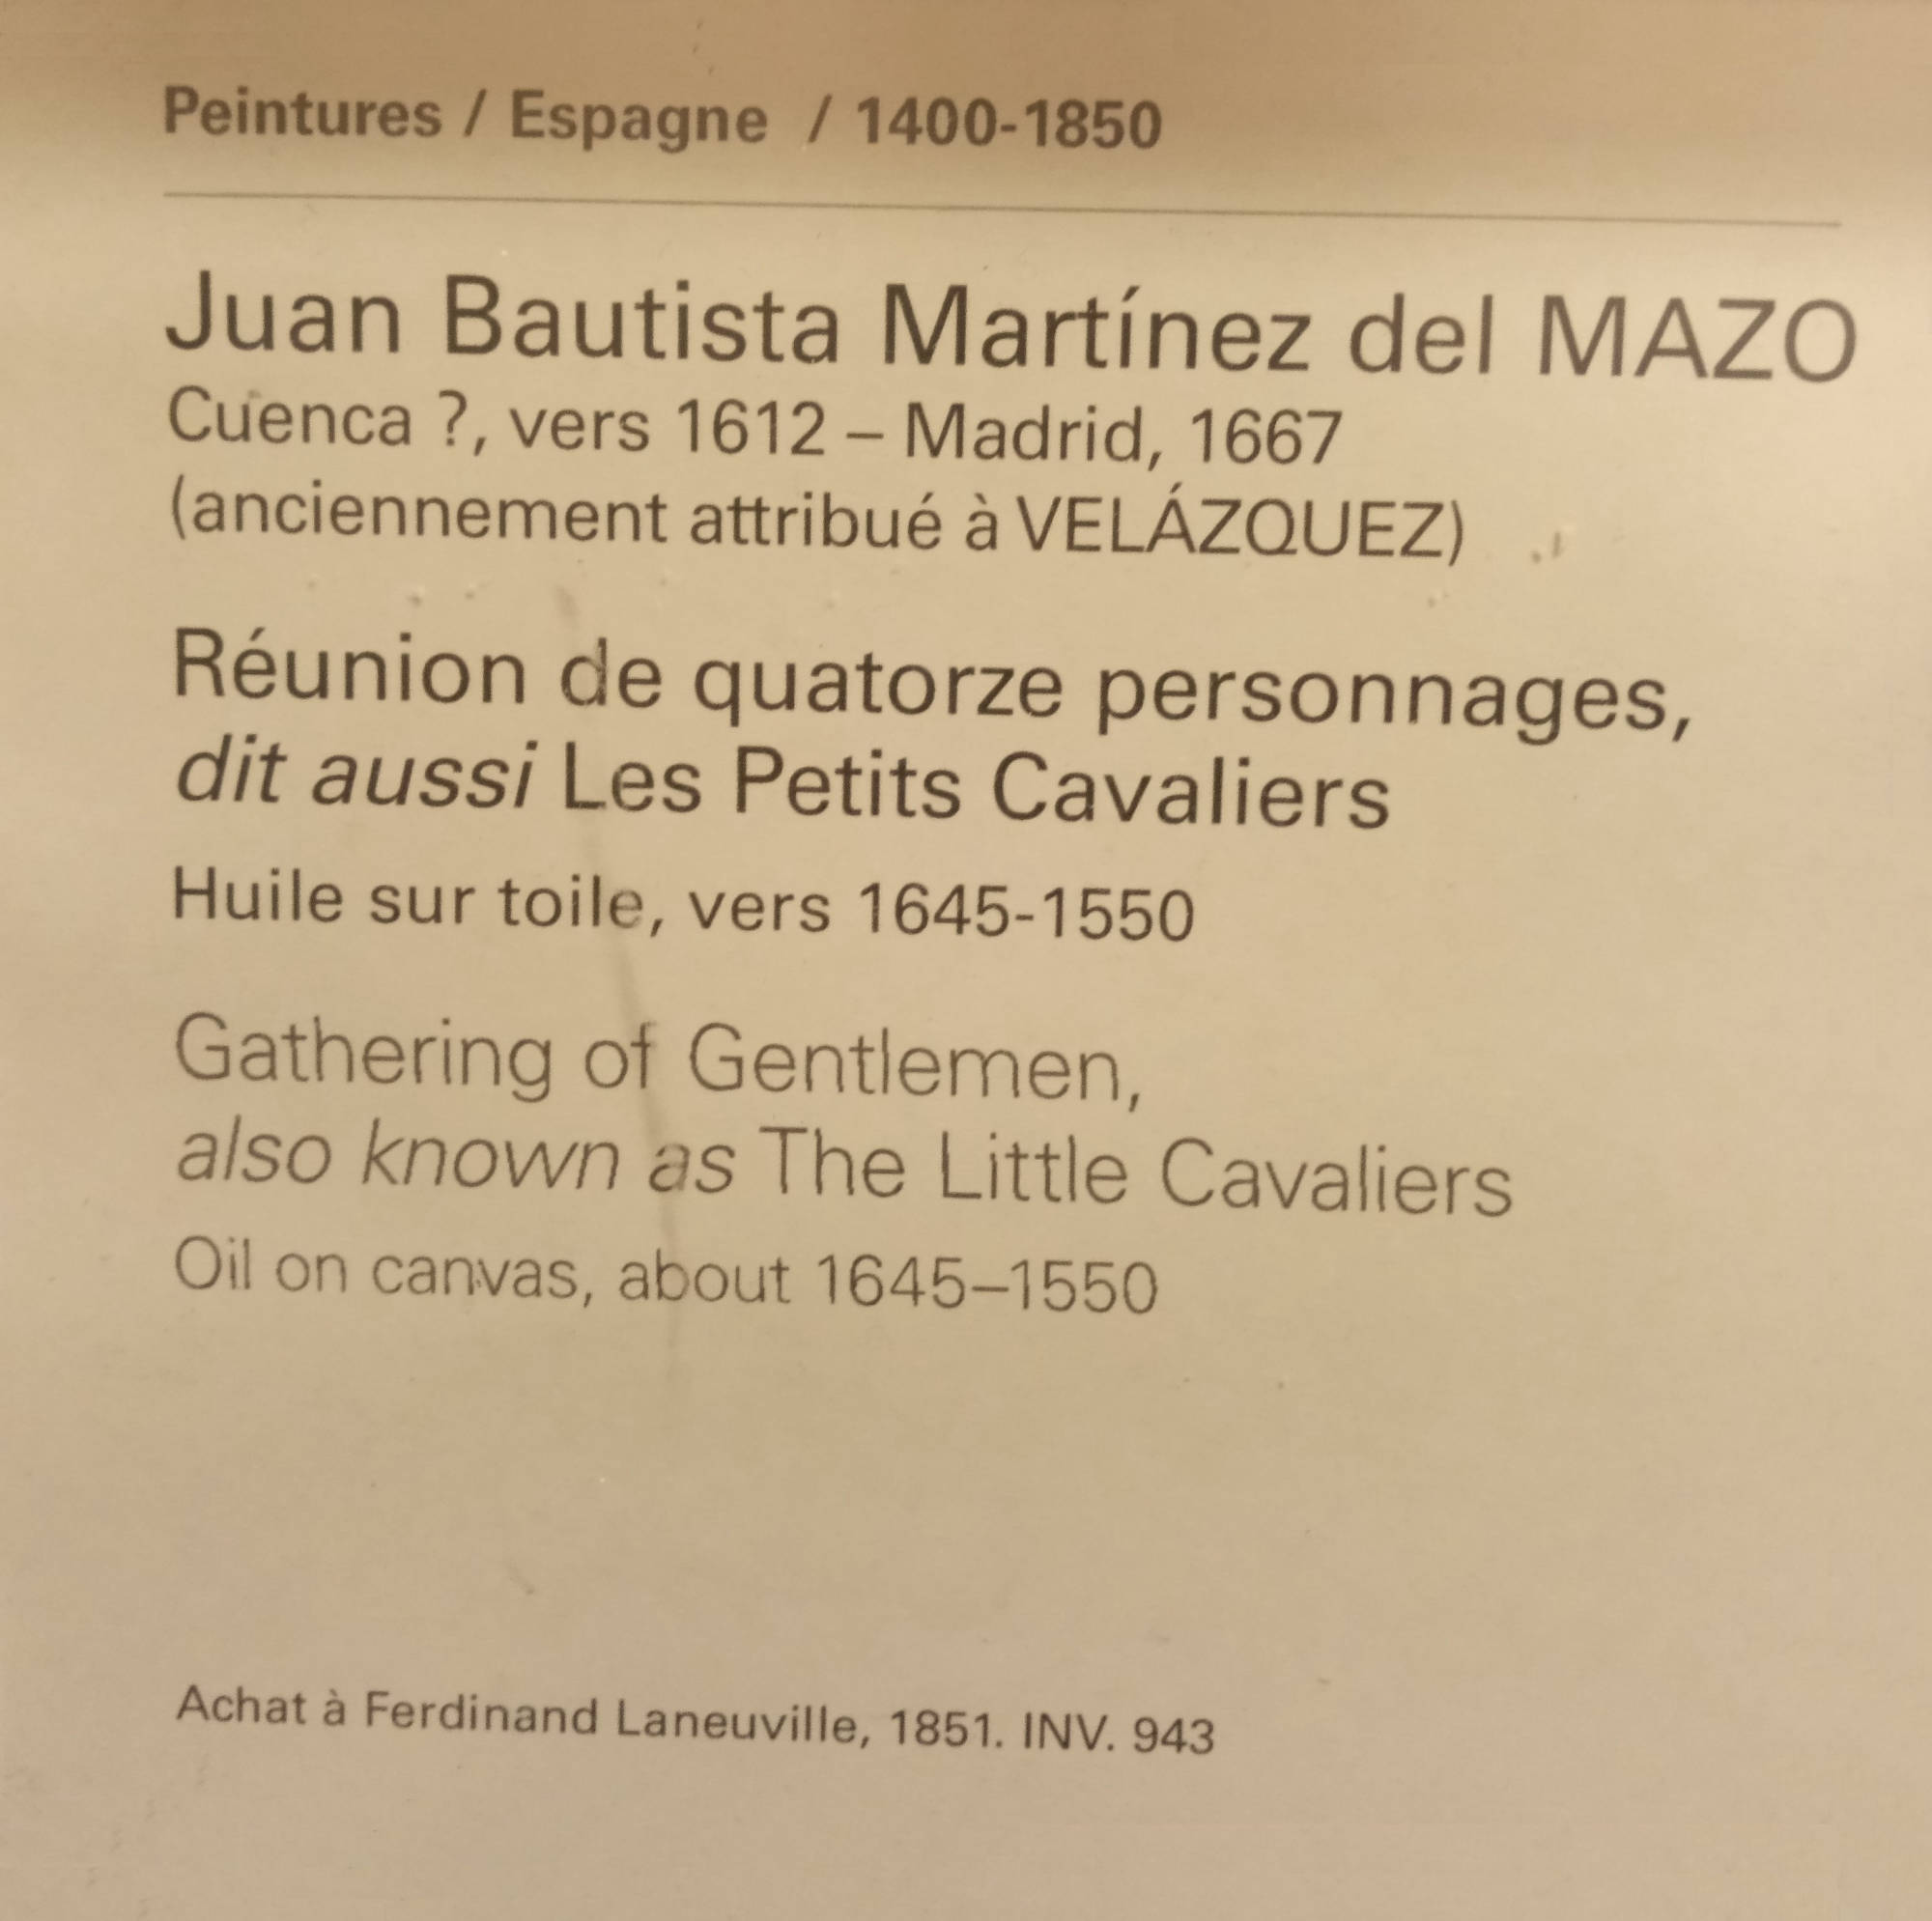 Peintures / Espagne / 1400-1850
Juan Bautista Martínez del MAZO
Cuenca ?, vers 1612 – Madrid, 1667
(anciennement attribué à VELÁZQUEZ)
Réunion de quatorze personnages,
dit aussi Les Petits Cavaliers
Huile sur toile, vers 1645-1550
Gathering of Gentlemen,
also known as The Little Cavaliers
Oil on canvas, about 1645–1550
Achat à Ferdinand Laneuville, 1851. INV. 943